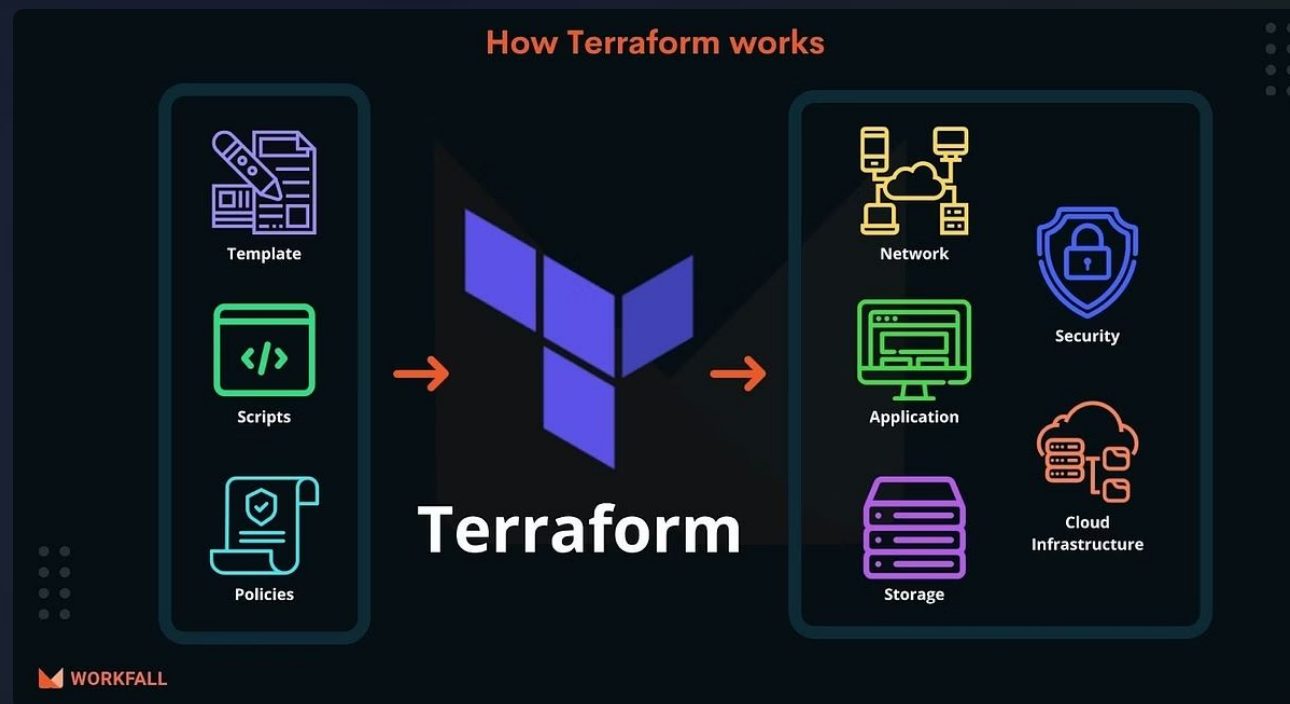 How Terraform works
Template
Scripts
Policies
Terraform
Network
Application
Storage
Security
Cloud
Infrastructure
WORKFALL